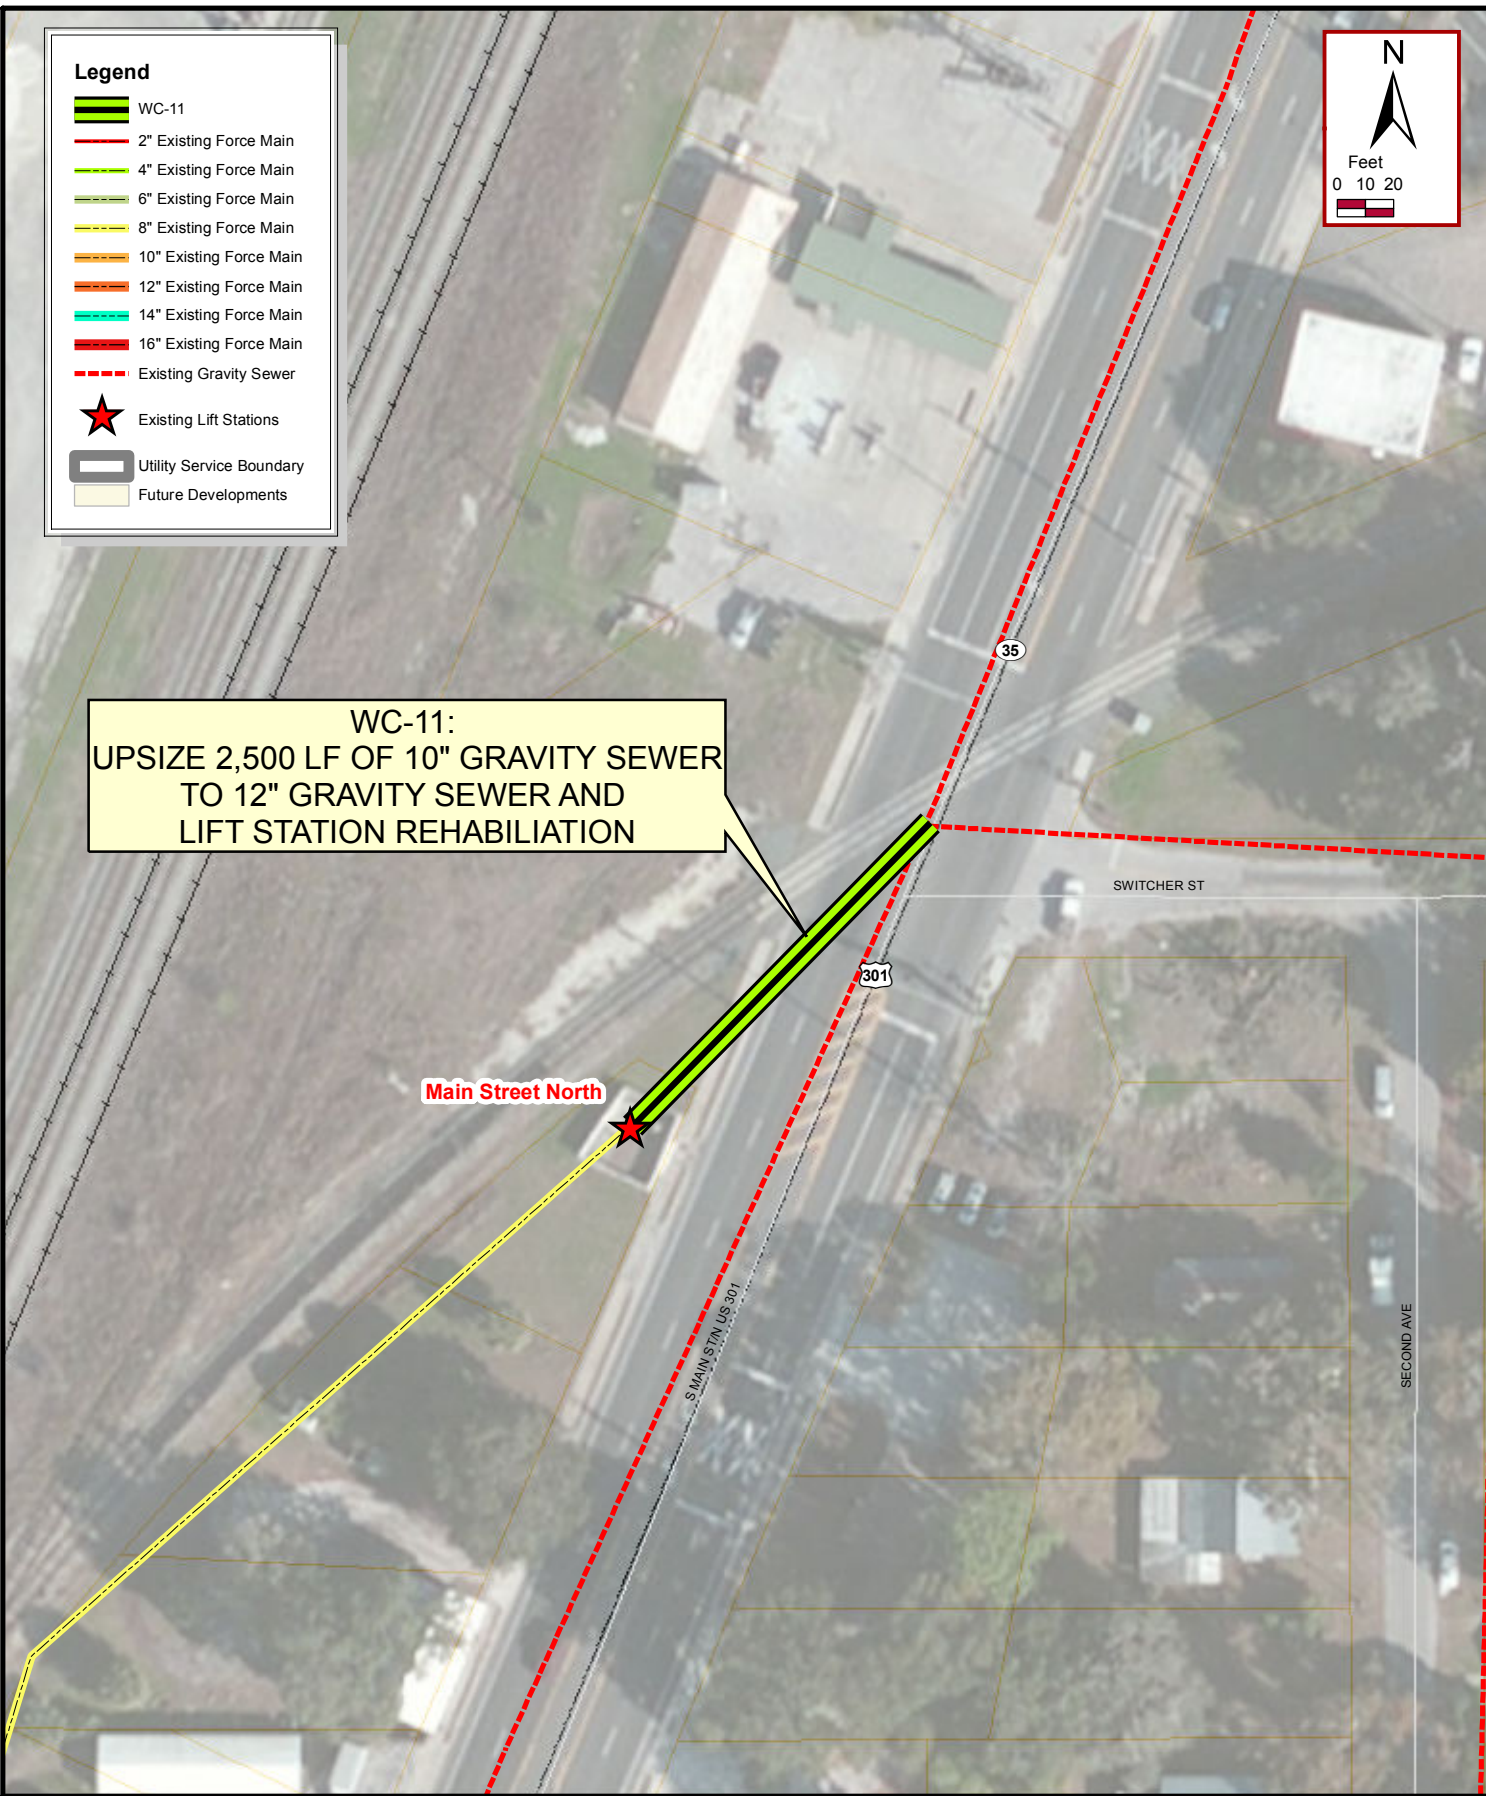 Legend
WC-11
2" Existing Force Main
4" Existing Force Main
6" Existing Force Main
8" Existing Force Main
10" Existing Force Main
12" Existing Force Main
14" Existing Force Main
16" Existing Force Main
Existing Gravity Sewer
Existing Lift Stations
Utility Service Boundary
Future Developments
N
Feet
0 10 20
35
WC-11:
UPSIZE 2,500 LF OF 10" GRAVITY SEWER
TO 12" GRAVITY SEWER AND
LIFT STATION REHABILIATION
SWITCHER ST
301
Main Street North
S MAIN ST/N US 301
SECOND AVE